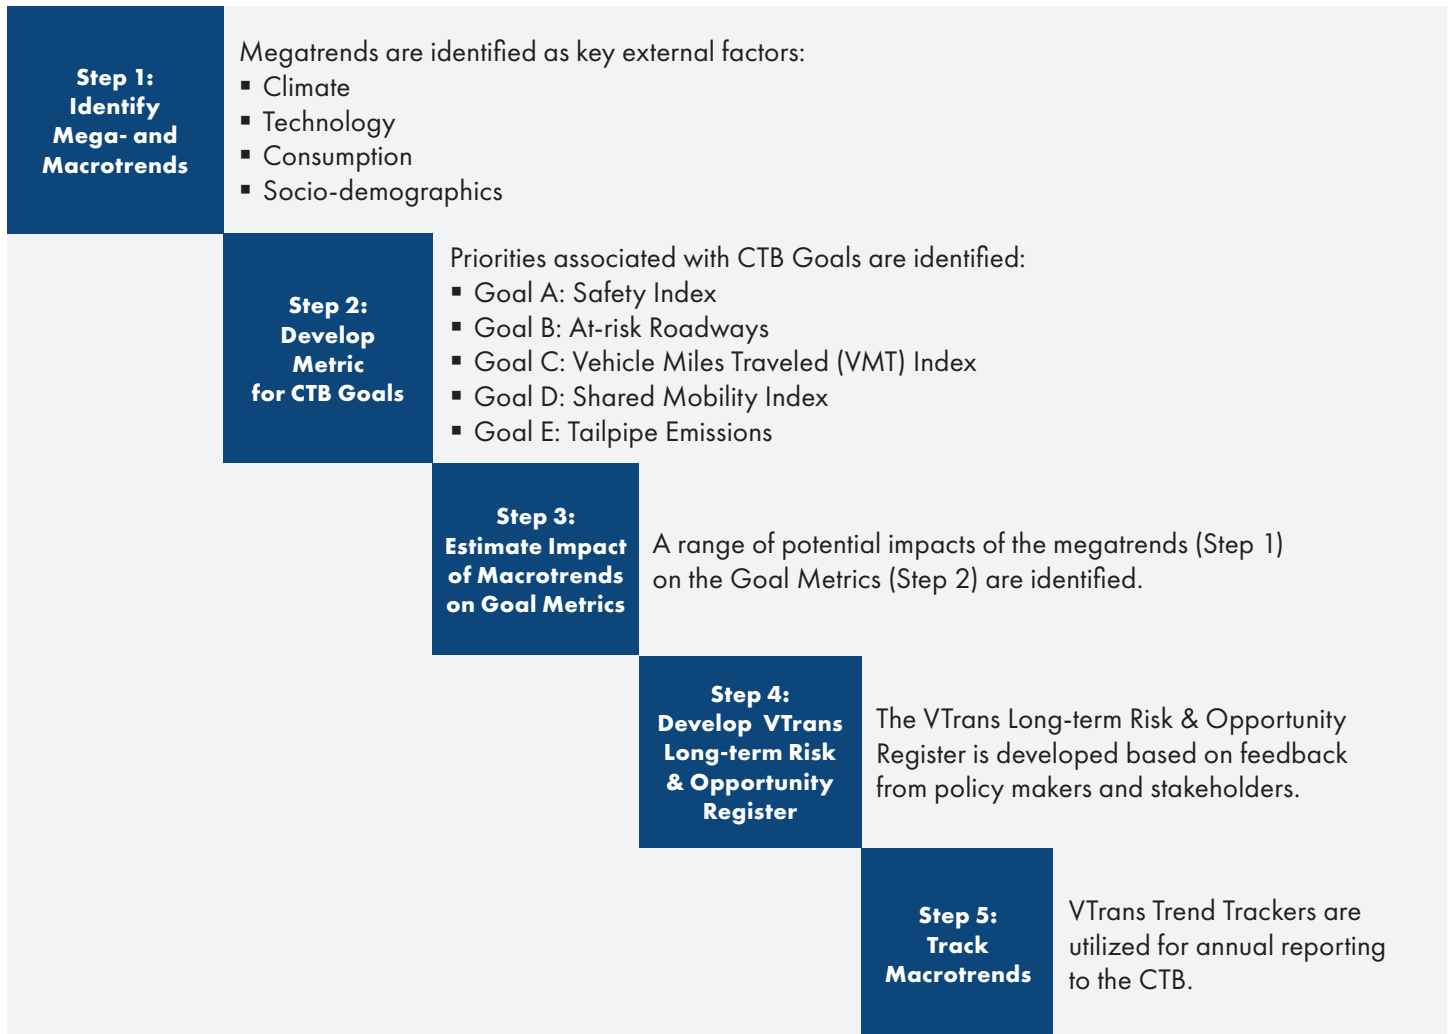 Step 1:
Identify
Mega- and
Macrotrends
Megatrends are identified as key external factors:
▪ Climate
▪ Technology
▪ Consumption
▪ Socio-demographics
Step 2:
Develop
Metric
for CTB Goals
Priorities associated with CTB Goals are identified:
▪ Goal A: Safety Index
▪ Goal B: At-risk Roadways
▪ Goal C: Vehicle Miles Traveled (VMT) Index
▪ Goal D: Shared Mobility Index
▪ Goal E: Tailpipe Emissions
Step 3:
Estimate Impact
of Macrotrends
on Goal Metrics
A range of potential impacts of the megatrends (Step 1)
on the Goal Metrics (Step 2) are identified.
Step 4:
Develop VTrans
Long-term Risk
& Opportunity
Register
The VTrans Long-term Risk & Opportunity
Register is developed based on feedback
from policy makers and stakeholders.
Step 5:
Track
Macrotrends
VTrans Trend Trackers are
utilized for annual reporting
to the CTB.